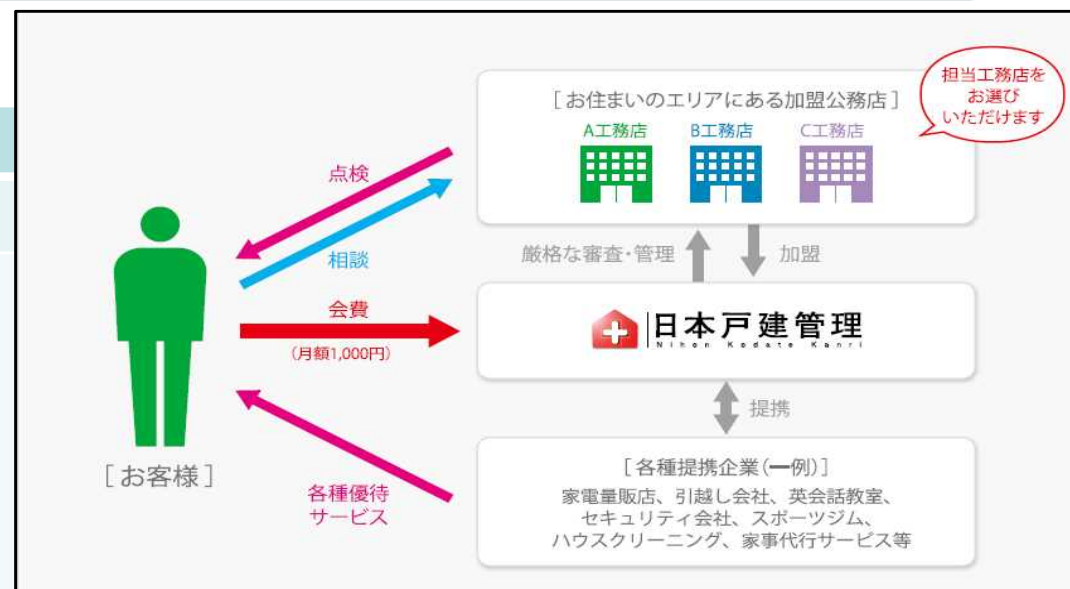 担当工務店を
お選び
いただけます
[お住まいのエリアにある加盟公務店]
A工務店 B工務店 C工務店
点検
相談
厳格な審査・管理 加盟
会費
(月額1,000円)
日本戸建管理
Nihon Kodate Kanri
提携
[お客様]
各種優待
サービス
[各種提携企業(一例)]
家電量販店、引越し会社、英会話教室、
セキュリティ会社、スポーツジム、
ハウスクリーニング、家事代行サービス等